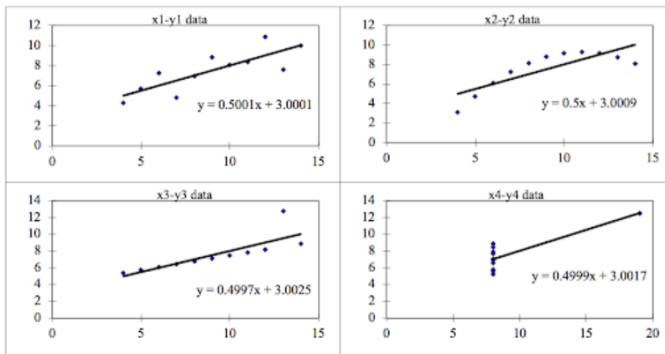 x1-y1 data
12
10
8
6
4
2
0
y = 0.5001x + 3.0001
0 5 10 15
x2-y2 data
12
10
8
6
4
2
0
y = 0.5x + 3.0009
0 5 10 15
x3-y3 data
14
12
10
8
6
4
2
0
y = 0.4997x + 3.0025
0 5 10 15
x4-y4 data
14
12
10
8
6
4
2
0
y = 0.4999x + 3.0017
0 5 10 15 20